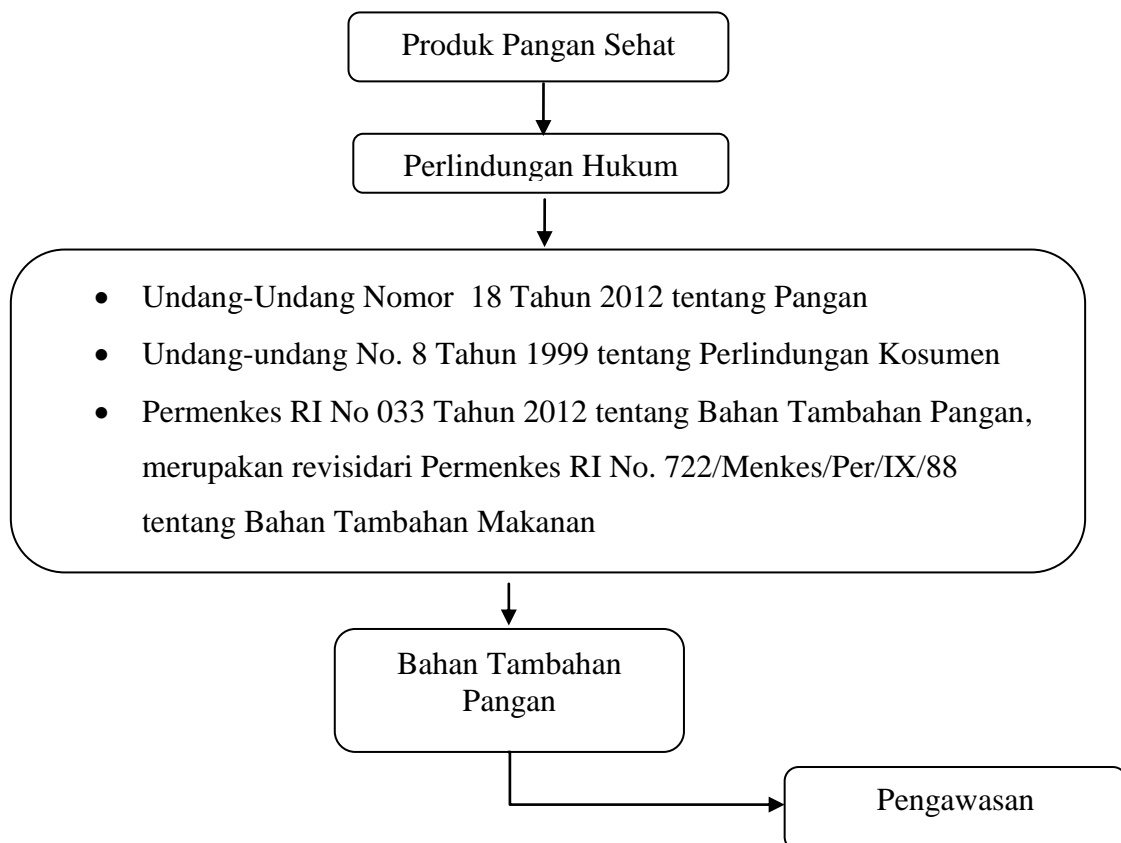 Produk Pangan Sehat
Perlindungan Hukum
• Undang-Undang Nomor  18 Tahun 2012 tentang Pangan
• Undang-undang No. 8 Tahun 1999 tentang Perlindungan Kosumen
• Permenkes RI No 033 Tahun 2012 tentang Bahan Tambahan Pangan,
merupakan revisidari Permenkes RI No. 722/Menkes/Per/IX/88
tentang Bahan Tambahan Makanan
Bahan Tambahan
Pangan
Pengawasan